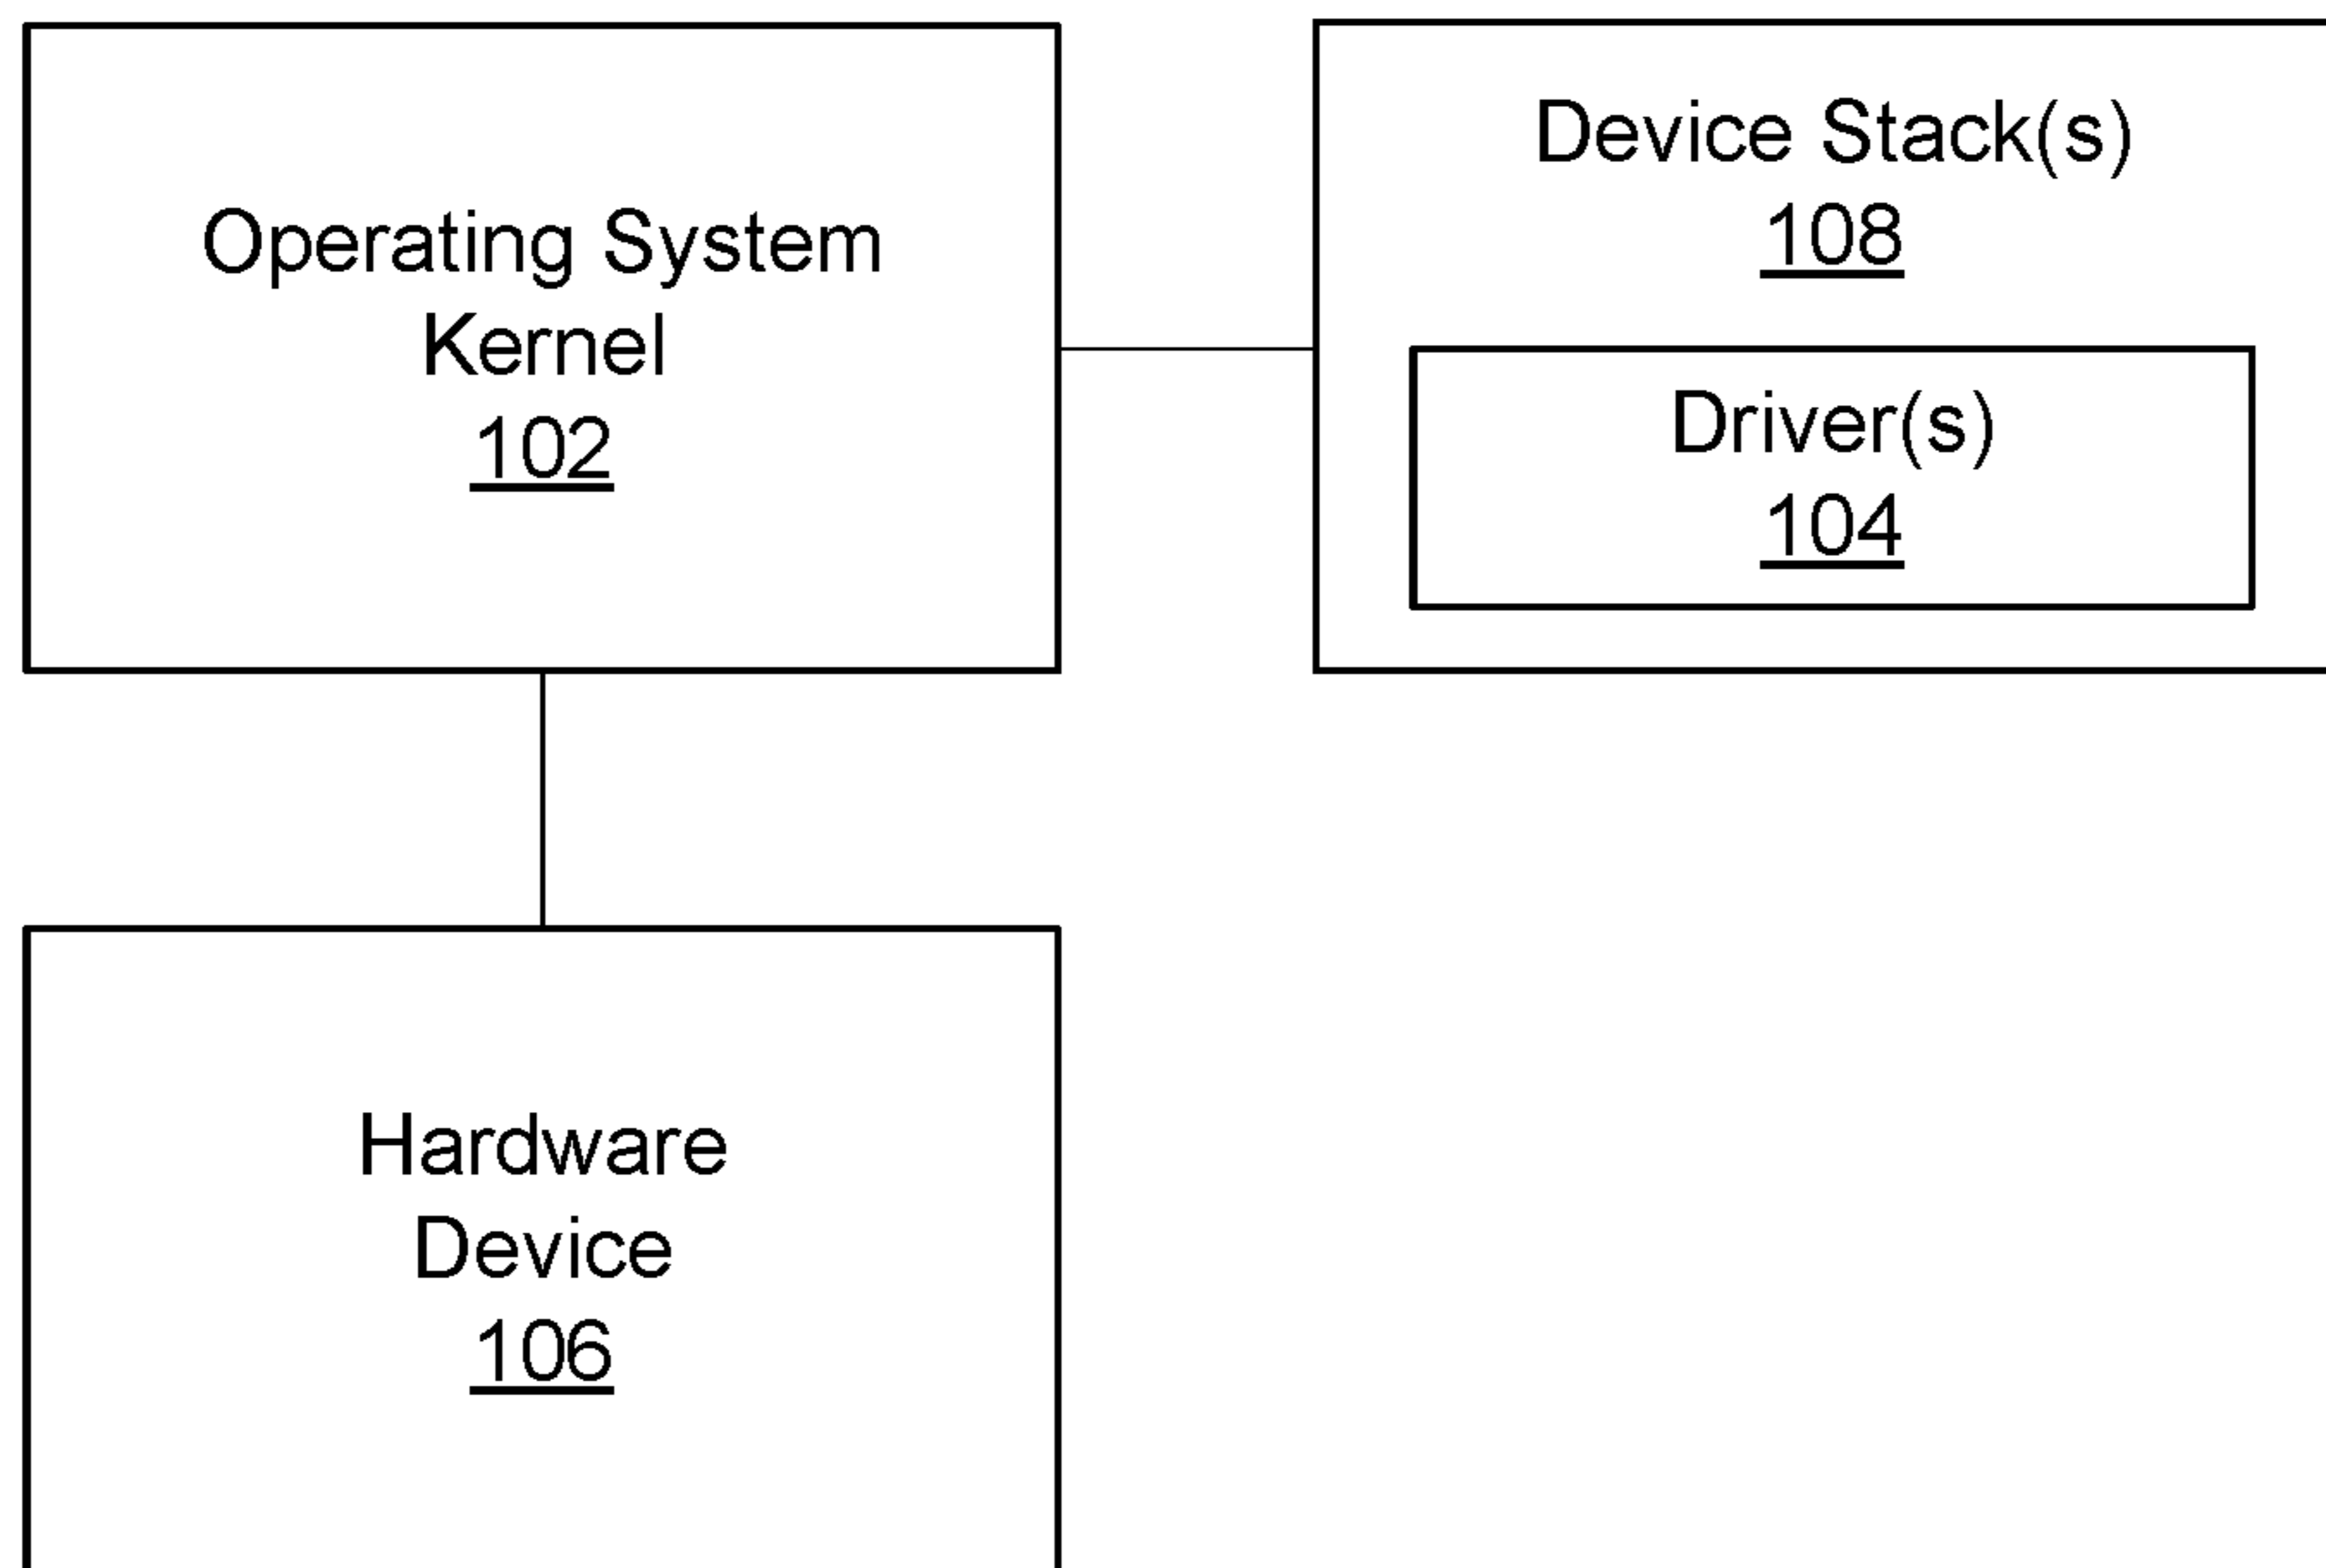 Operating System
Kernel
102
Device Stack(s)
108
Driver(s)
104
Hardware
Device
106